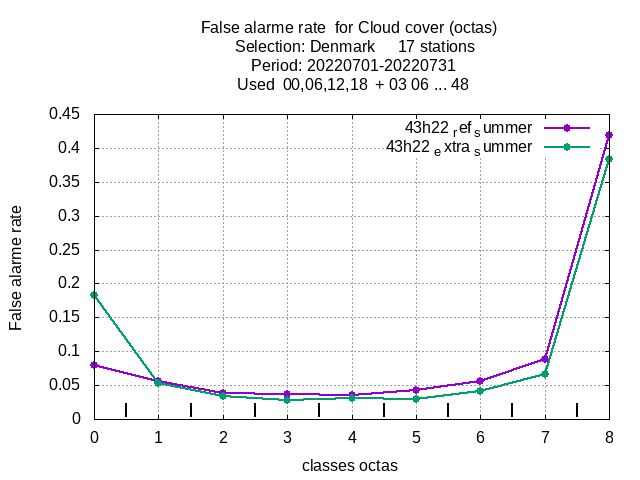 False alarme rate  for Cloud cover (octas)
Selection: Denmark     17 stations
Period: 20220701-20220731
Used  00,06,12,18  + 03 06 ... 48
43h22 ref summer
43h22 extra summer
False alarme rate
0.45
0.4
0.35
0.3
0.25
0.2
0.15
0.1
0.05
0
0 1 2 3 4 5 6 7 8
classes octas